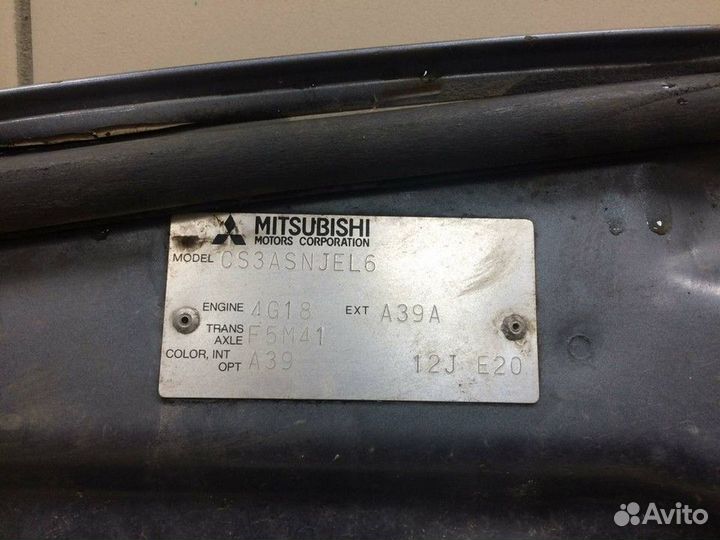 MITSUBISHI
MOTORS CORPORATION
MODEL CS3ASNJEL6
ENGINE 4G18 EXT A39A
TRANS AXLE F5M41
COLOR, INT OPT A39 12J E20
Avito